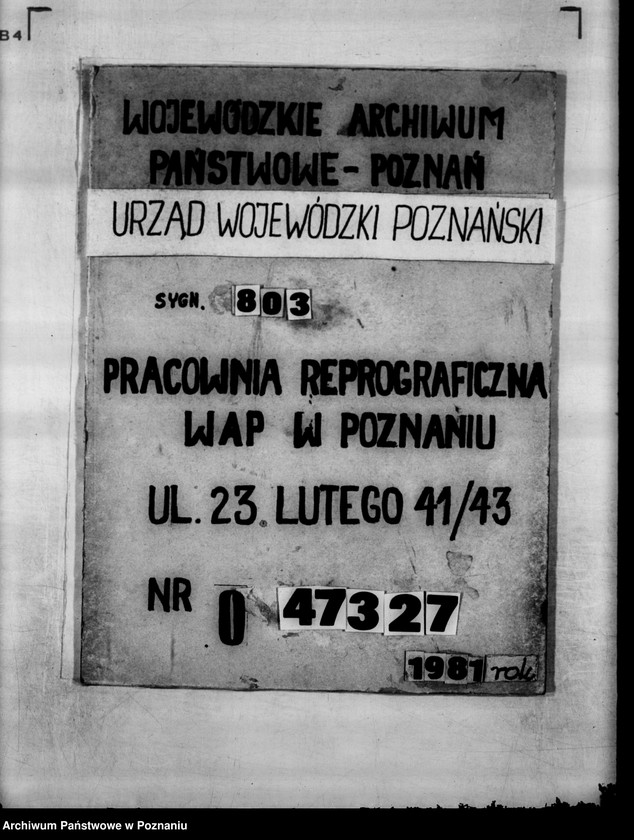 B4
WOJEWÓDZKIE ARCHIWUM
PAŃSTWOWE - POZNAŃ
URZĄD WOJEWÓDZKI POZNAŃSKI
SYGN. 803
PRACOWNIA REPROGRAFICZNA
WAP W POZNANIU
UL. 23. LUTEGO 41/43
NR 0 47327
1981 rok
Archiwum Państwowe w Poznaniu